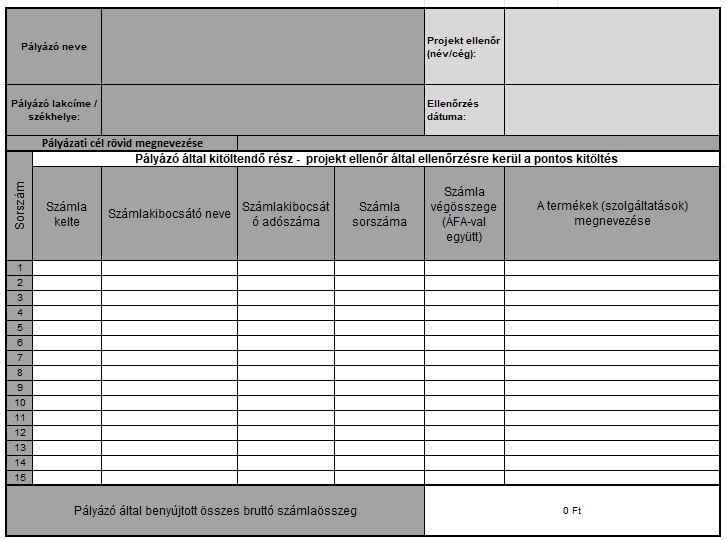 Pályázó neve
Projekt ellenőr
(név/cég):
Pályázó lakcíme /
székhelye:
Ellenőrzés
dátuma:
Pályázati cél rövid megnevezése
Pályázó által kitöltendő rész -  projekt ellenőr által ellenőrzésre kerül a pontos kitöltés
Sorszám
Számla
kelte
Számlakibocsátó neve
Számlakibocsát
ó adószáma
Számla
sorszáma
Számla
végösszege
(ÁFA-val
együtt)
A termékek (szolgáltatások)
megnevezése
1
2
3
4
5
6
7
8
9
10
11
12
13
14
15
Pályázó által benyújtott összes bruttó számlaösszeg
0 Ft